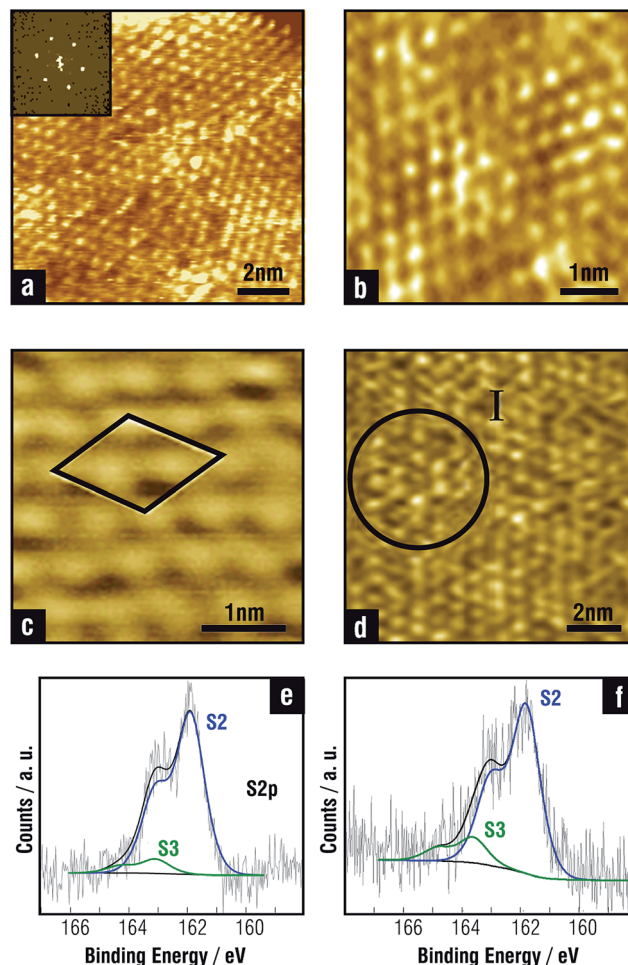 a
2nm
b
1nm
c
1nm
I
d
2nm
e
S2
S2p
S3
Counts / a. u.
166 164 162 160
Binding Energy / eV
f
S2
S3
Counts / a. u.
166 164 162 160
Binding Energy / eV